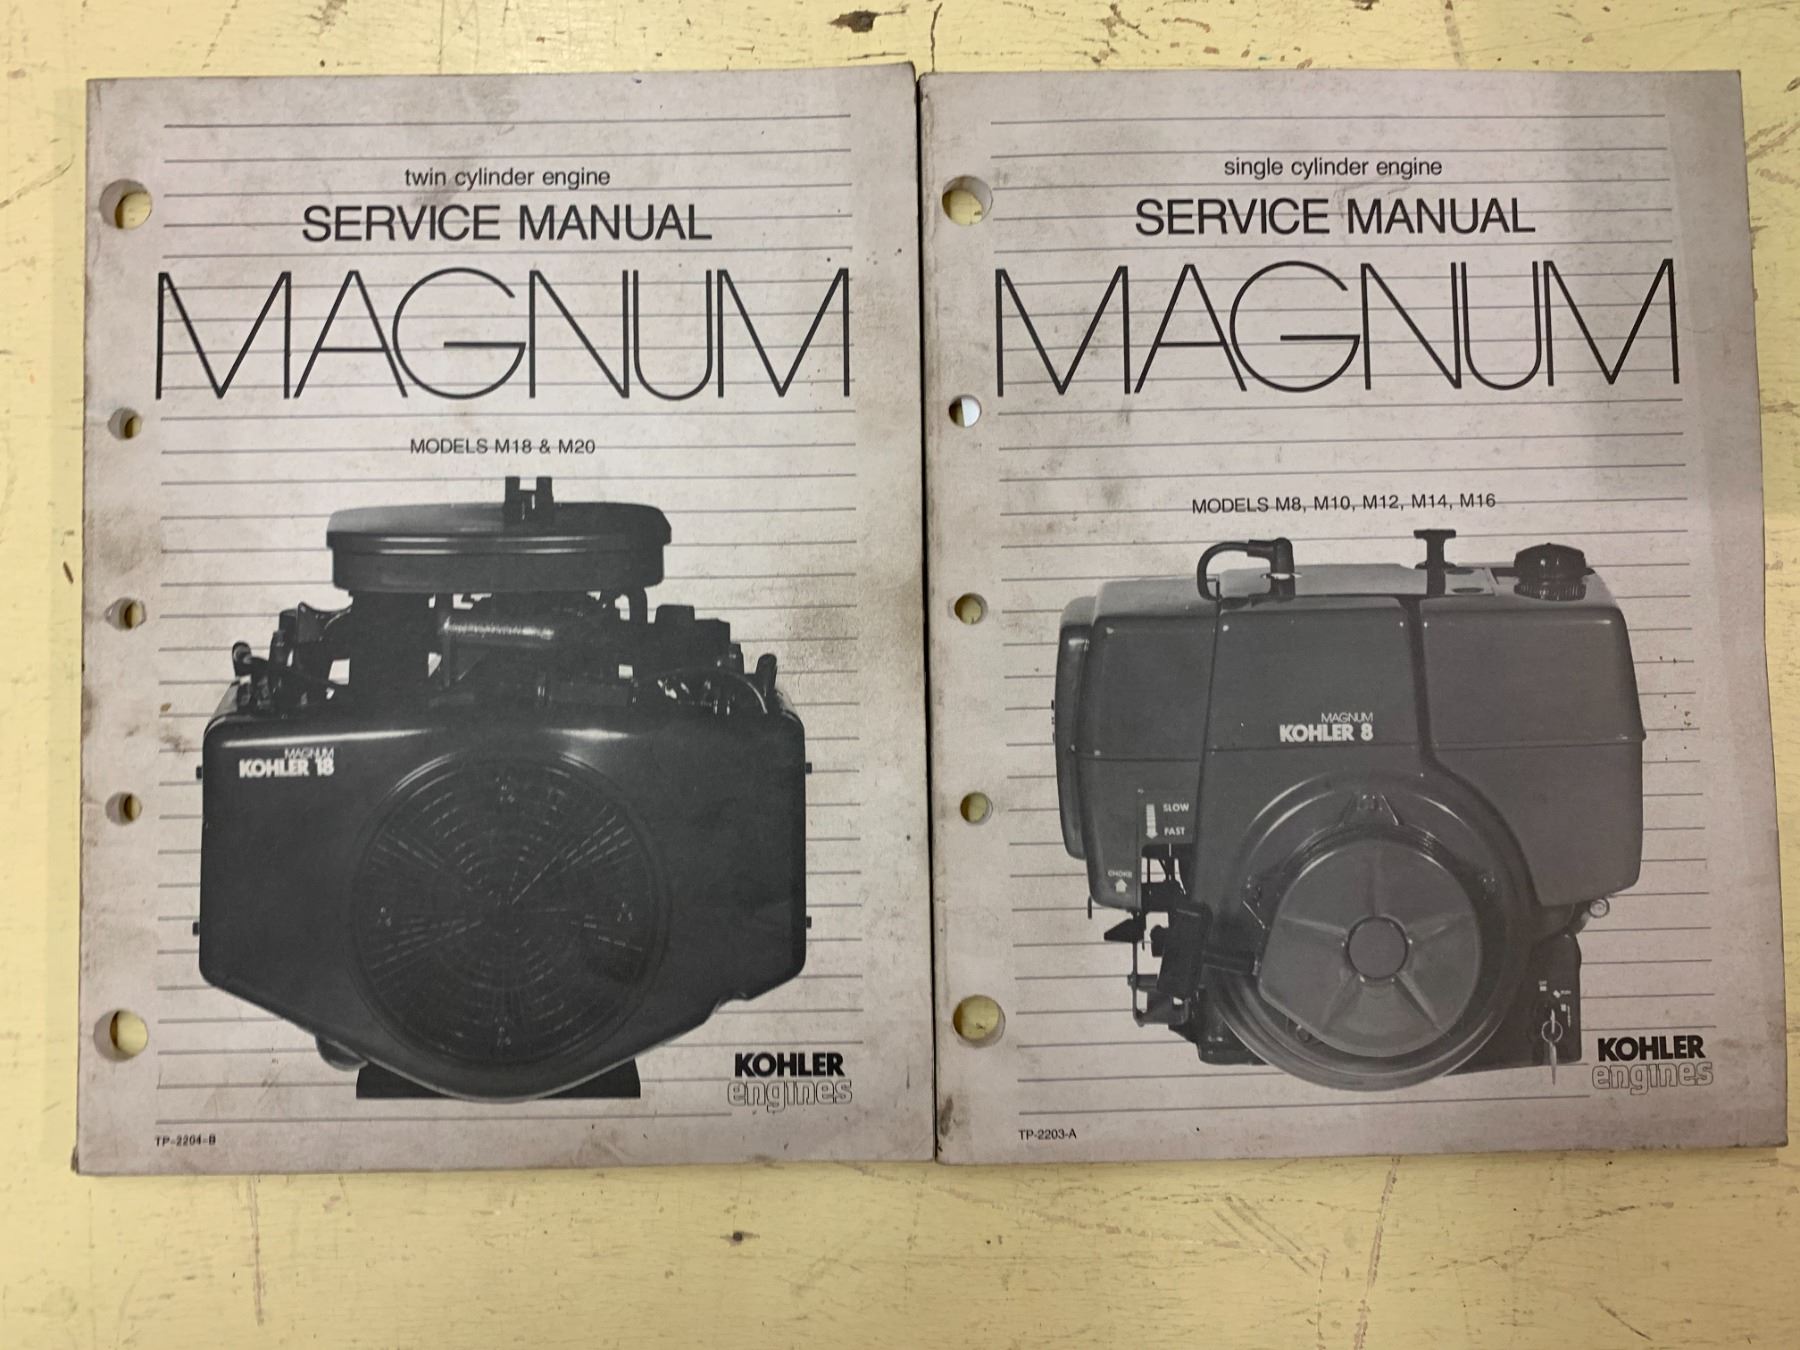 twin cylinder engine
SERVICE MANUAL
MAGNUM
MODELS M18 & M20
MAGNUM
KOHLER 18
KOHLER
engines
TP-2204-B
single cylinder engine
SERVICE MANUAL
MAGNUM
MODELS M8, M10, M12, M14, M16
MAGNUM
KOHLER 8
SLOW
FAST
CHOKE
KOHLER
engines
TP-2203-A